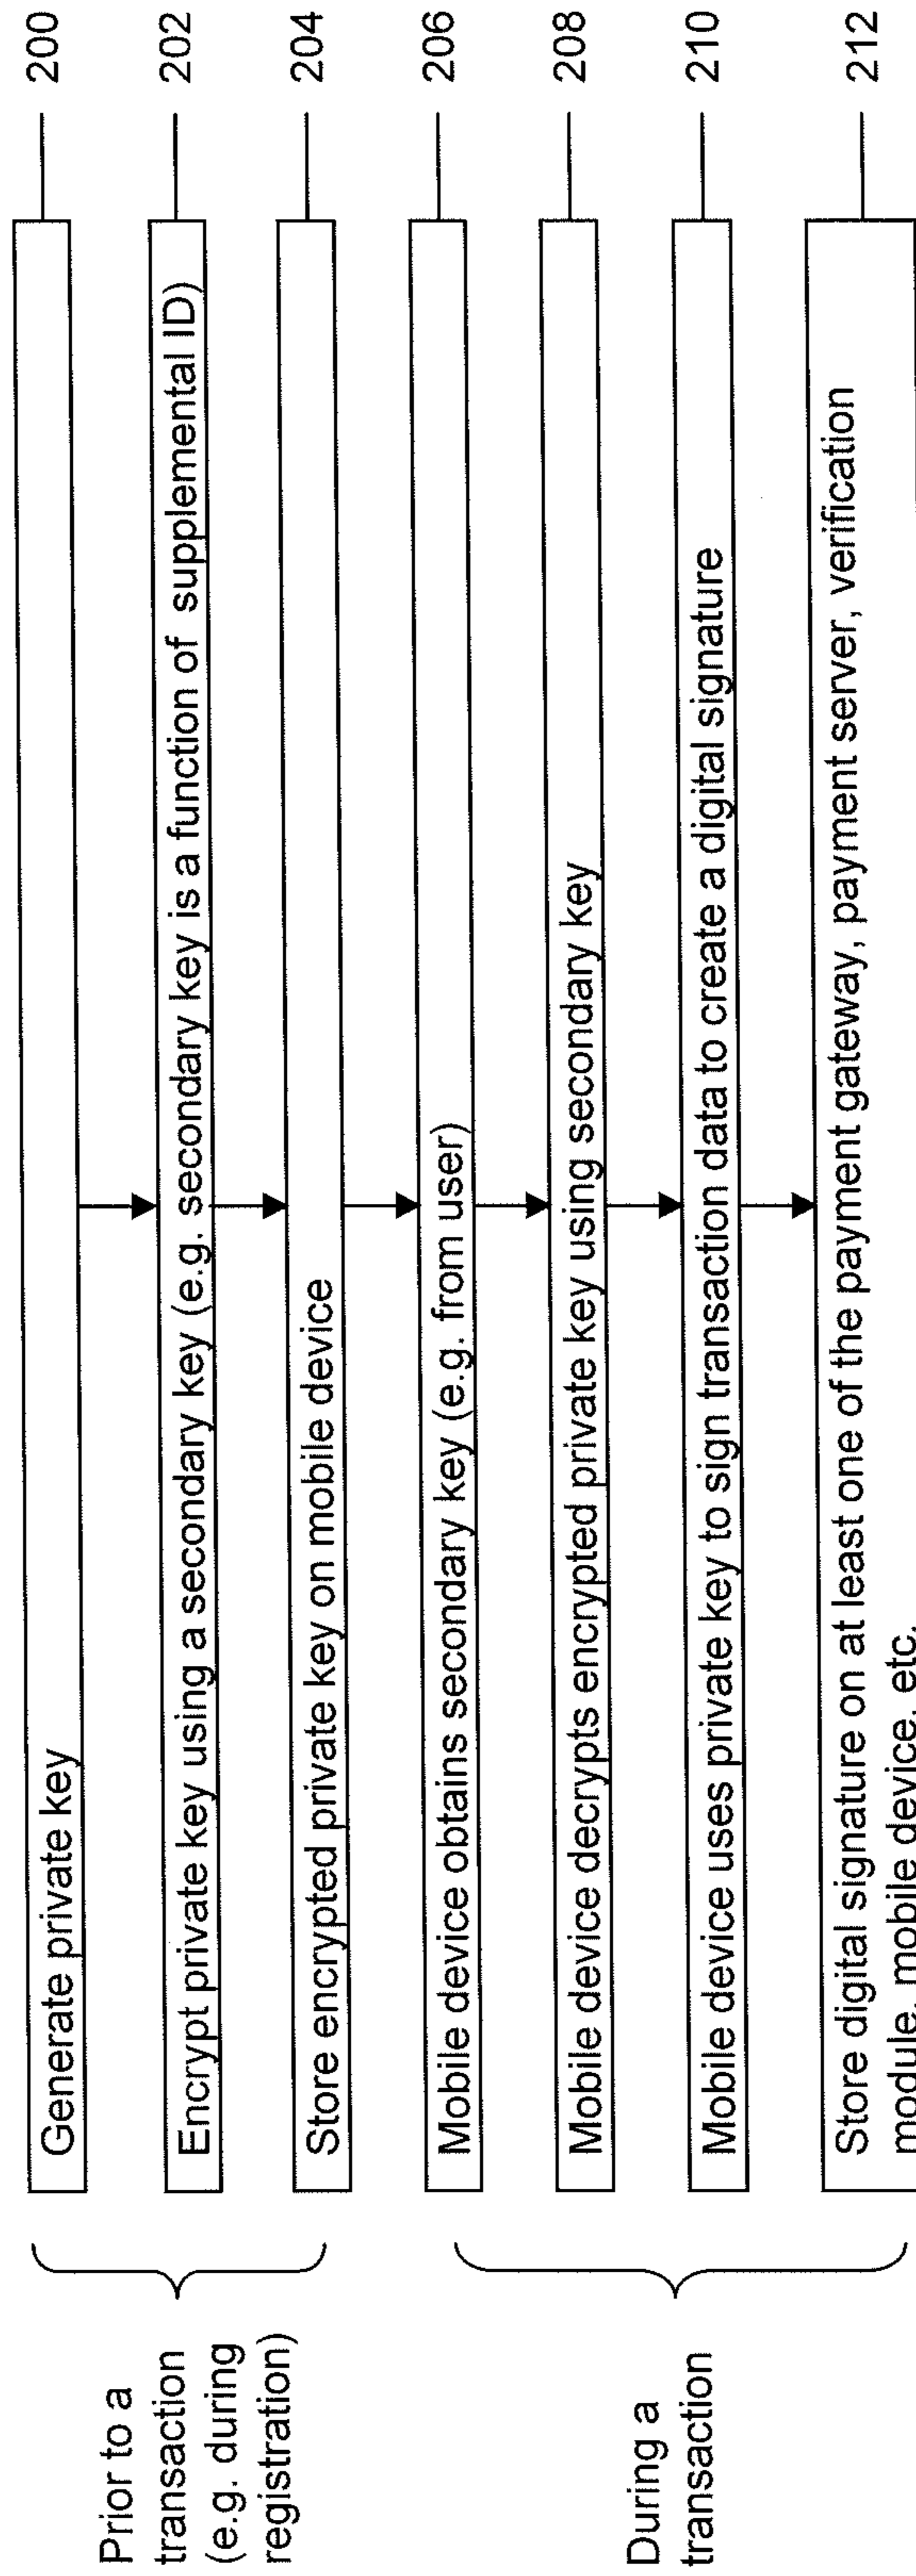 Prior to a
transaction
(e.g. during
registration)
Generate private key
200
Encrypt private key using a secondary key (e.g. secondary key is a function of supplemental ID)
202
Store encrypted private key on mobile device
204
During a
transaction
Mobile device obtains secondary key (e.g. from user)
206
Mobile device decrypts encrypted private key using secondary key
208
Mobile device uses private key to sign transaction data to create a digital signature
210
Store digital signature on at least one of the payment gateway, payment server, verification
module, mobile device, etc.
212